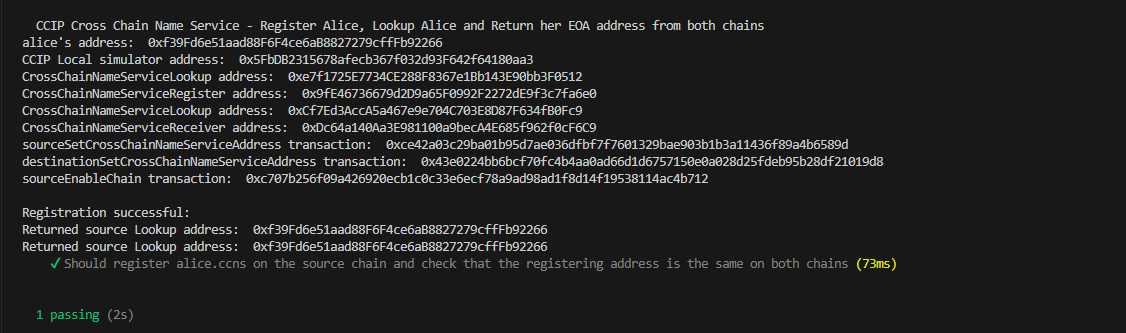 CCIP Cross Chain Name Service - Register Alice, Lookup Alice and Return her EOA address from both chains
alice's address:  0xf39Fd6e51aad88F6F4ce6aB8827279cffFb92266
CCIP Local simulator address:  0x5FbDB2315678afecb367f032d93F642f64180aa3
CrossChainNameServiceLookup address:  0xe7f1725E7734CE288F8367e1Bb143E90bb3F0512
CrossChainNameServiceRegister address:  0x9fE46736679d2D9a65F0992F2272dE9f3c7fa6e0
CrossChainNameServiceLookup address:  0xCf7Ed3AccA5a467e9e704C703E8D87F634fB0Fc9
CrossChainNameServiceReceiver address:  0xDc64a140Aa3E981100a9becA4E685f962f0cF6C9
sourceSetCrossChainNameServiceAddress transaction:  0xce42a03c29ba01b95d7ae036dfbf7f7601329bae903b1b3a11436f89a4b6589d
destinationSetCrossChainNameServiceAddress transaction:  0x43e0224bb6bcf70fc4b4aa0ad66d1d6757150e0a028d25fdeb95b28df21019d8
sourceEnableChain transaction:  0xc707b256f09a426920ecb1c0c33e6ecf78a9ad98ad1f8d14f19538114ac4b712
Registration successful:
Returned source Lookup address:  0xf39Fd6e51aad88F6F4ce6aB8827279cffFb92266
Returned source Lookup address:  0xf39Fd6e51aad88F6F4ce6aB8827279cffFb92266
✓ Should register alice.ccns on the source chain and check that the registering address is the same on both chains (73ms)
1 passing (2s)